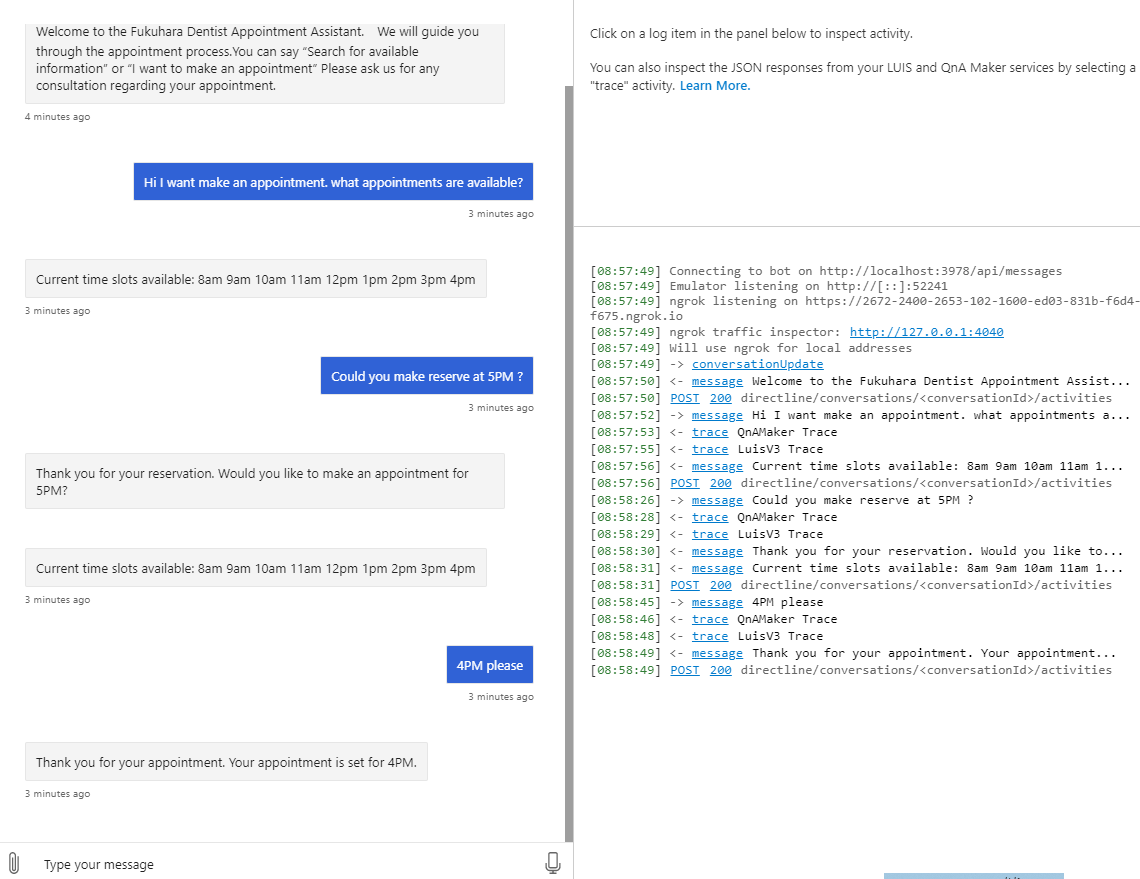 Welcome to the Fukuhara Dentist Appointment Assistant. We will guide you
through the appointment process.You can say “Search for available
information” or “I want to make an appointment” Please ask us for any
consultation regarding your appointment.
4 minutes ago
Hi I want make an appointment. what appointments are available?
3 minutes ago
Current time slots available: 8am 9am 10am 11am 12pm 1pm 2pm 3pm 4pm
3 minutes ago
Could you make reserve at 5PM ?
3 minutes ago
Thank you for your reservation. Would you like to make an appointment for
5PM?
Current time slots available: 8am 9am 10am 11am 12pm 1pm 2pm 3pm 4pm
3 minutes ago
4PM please
3 minutes ago
Thank you for your appointment. Your appointment is set for 4PM.
3 minutes ago
Type your message
Click on a log item in the panel below to inspect activity.
You can also inspect the JSON responses from your LUIS and QnA Maker services by selecting a
"trace" activity. Learn More.
[08:57:49] Connecting to bot on http://localhost:3978/api/messages
[08:57:49] Emulator listening on http://[::]:52241
[08:57:49] ngrok listening on https://2672-2400-2653-102-1600-ed03-831b-f6d4-
f675.ngrok.io
[08:57:49] ngrok traffic inspector: http://127.0.0.1:4040
[08:57:49] Will use ngrok for local addresses
[08:57:49] -> conversationUpdate
[08:57:50] <- message Welcome to the Fukuhara Dentist Appointment Assist...
[08:57:50] POST 200 directline/conversations/<conversationId>/activities
[08:57:52] -> message Hi I want make an appointment. what appointments a...
[08:57:53] <- trace QnAMaker Trace
[08:57:55] <- trace LuisV3 Trace
[08:57:56] <- message Current time slots available: 8am 9am 10am 11am 1...
[08:57:56] POST 200 directline/conversations/<conversationId>/activities
[08:58:26] -> message Could you make reserve at 5PM ?
[08:58:28] <- trace QnAMaker Trace
[08:58:29] <- trace LuisV3 Trace
[08:58:30] <- message Thank you for your reservation. Would you like to...
[08:58:31] <- message Current time slots available: 8am 9am 10am 11am 1...
[08:58:31] POST 200 directline/conversations/<conversationId>/activities
[08:58:45] -> message 4PM please
[08:58:46] <- trace QnAMaker Trace
[08:58:48] <- trace LuisV3 Trace
[08:58:49] <- message Thank you for your appointment. Your appointment...
[08:58:49] POST 200 directline/conversations/<conversationId>/activities